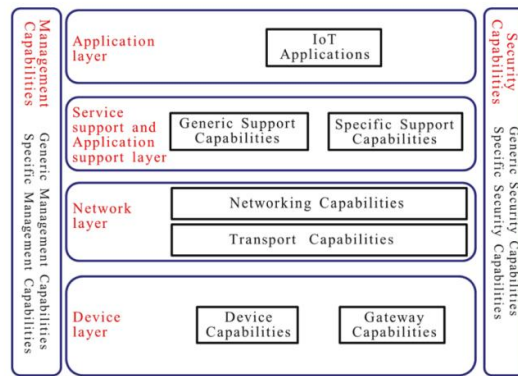 Management
Capabilities
Generic Management Capabilities
Specific Management Capabilities
Application
layer
IoT
Applications
Service
support and
Application
support layer
Generic Support
Capabilities
Specific Support
Capabilities
Network
layer
Networking Capabilities
Transport Capabilities
Device
layer
Device
Capabilities
Gateway
Capabilities
Security
Capabilities
Generic Security Capabilities
Specific Security Capabilities